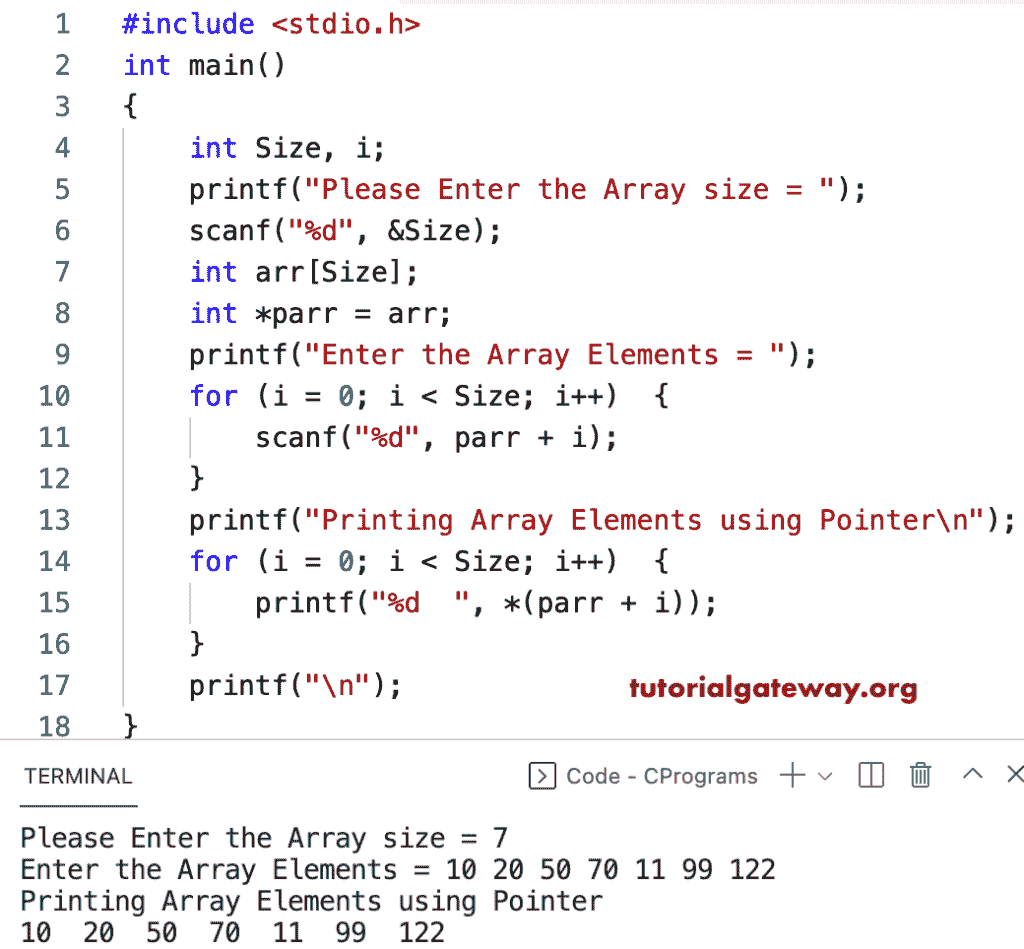 1 #include <stdio.h>
2 int main()
3 {
4 int Size, i;
5 printf("Please Enter the Array size = ");
6 scanf("%d", &Size);
7 int arr[Size];
8 int *parr = arr;
9 printf("Enter the Array Elements = ");
10 for (i = 0; i < Size; i++)  {
11 scanf("%d", parr + i);
12 }
13 printf("Printing Array Elements using Pointer\n");
14 for (i = 0; i < Size; i++)  {
15 printf("%d  ", *(parr + i));
16 }
17 printf("\n"); tutorialgateway.org
18 }
TERMINAL Code - CPrograms
Please Enter the Array size = 7
Enter the Array Elements = 10 20 50 70 11 99 122
Printing Array Elements using Pointer
10  20  50  70  11  99  122